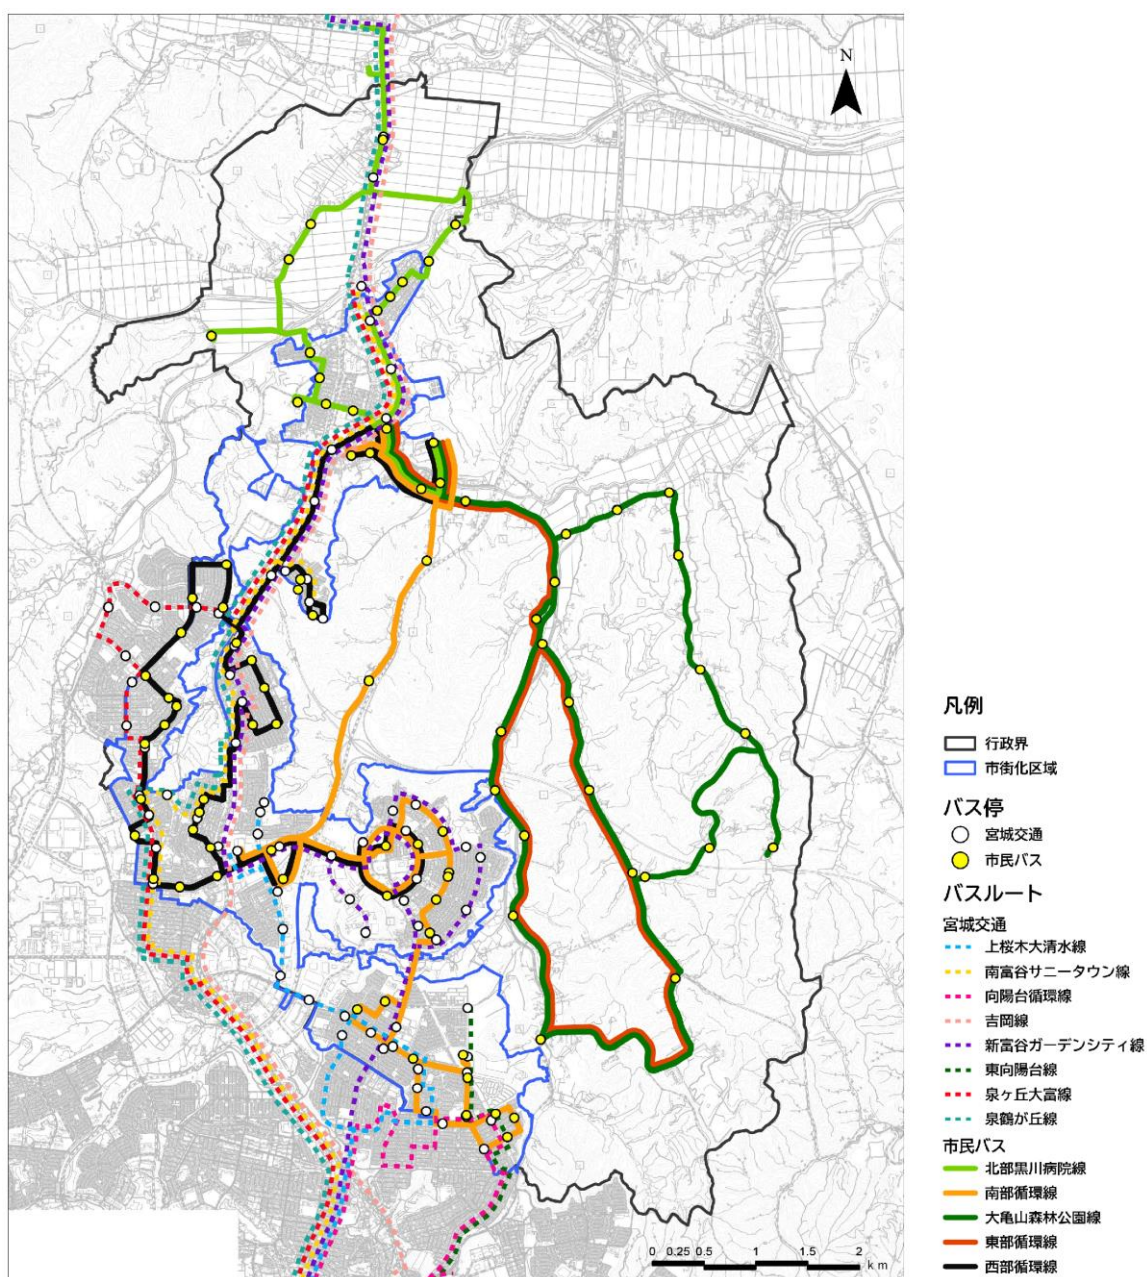 N
凡例
行政界
市街化区域
バス停
宮城交通
市民バス
バスルート
宮城交通
上桜木大清水線
南富谷サニータウン線
向陽台循環線
吉岡線
新富谷ガーデンシティ線
東向陽台線
泉ヶ丘大富線
泉鶴が丘線
市民バス
北部黒川病院線
南部循環線
大亀山森林公園線
東部循環線
西部循環線
0 0.25 0.5 1 1.5 2
km